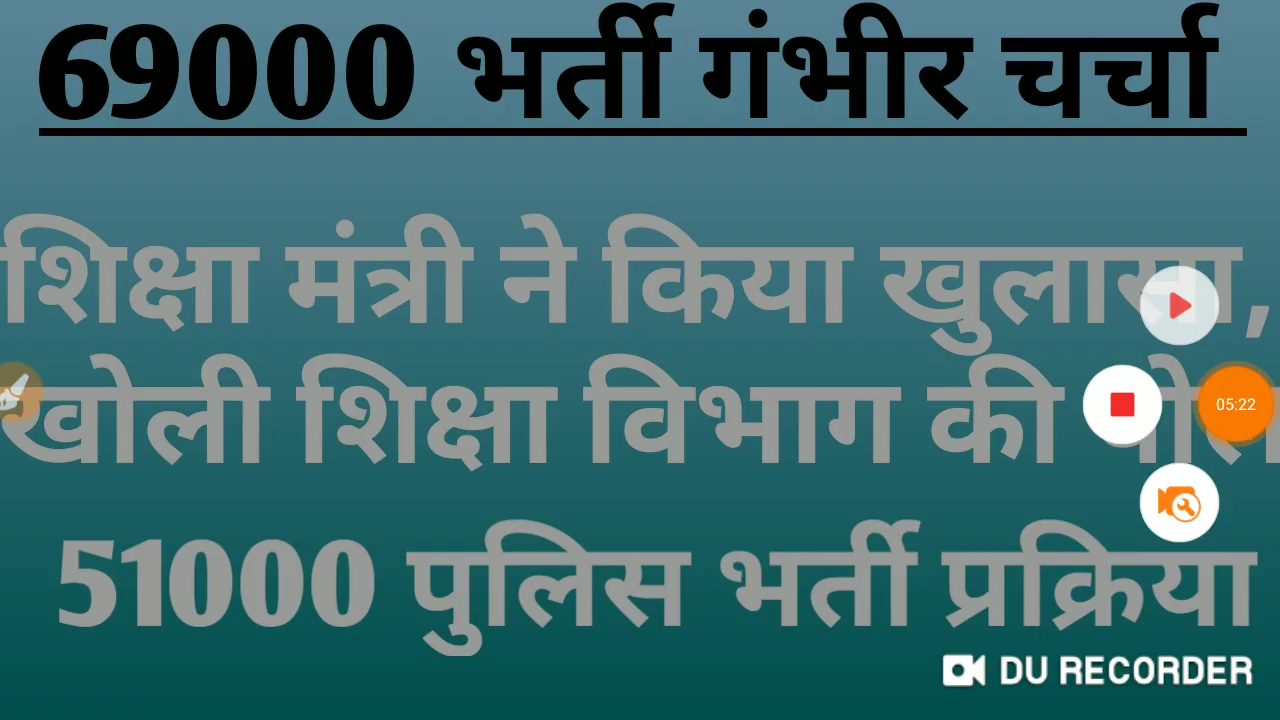 69000 भर्ती गंभीर चर्चा
शिक्षा मंत्री ने किया खुलासा,
खोली शिक्षा विभाग की पोल
05:22
51000 पुलिस भर्ती प्रक्रिया
DU RECORDER